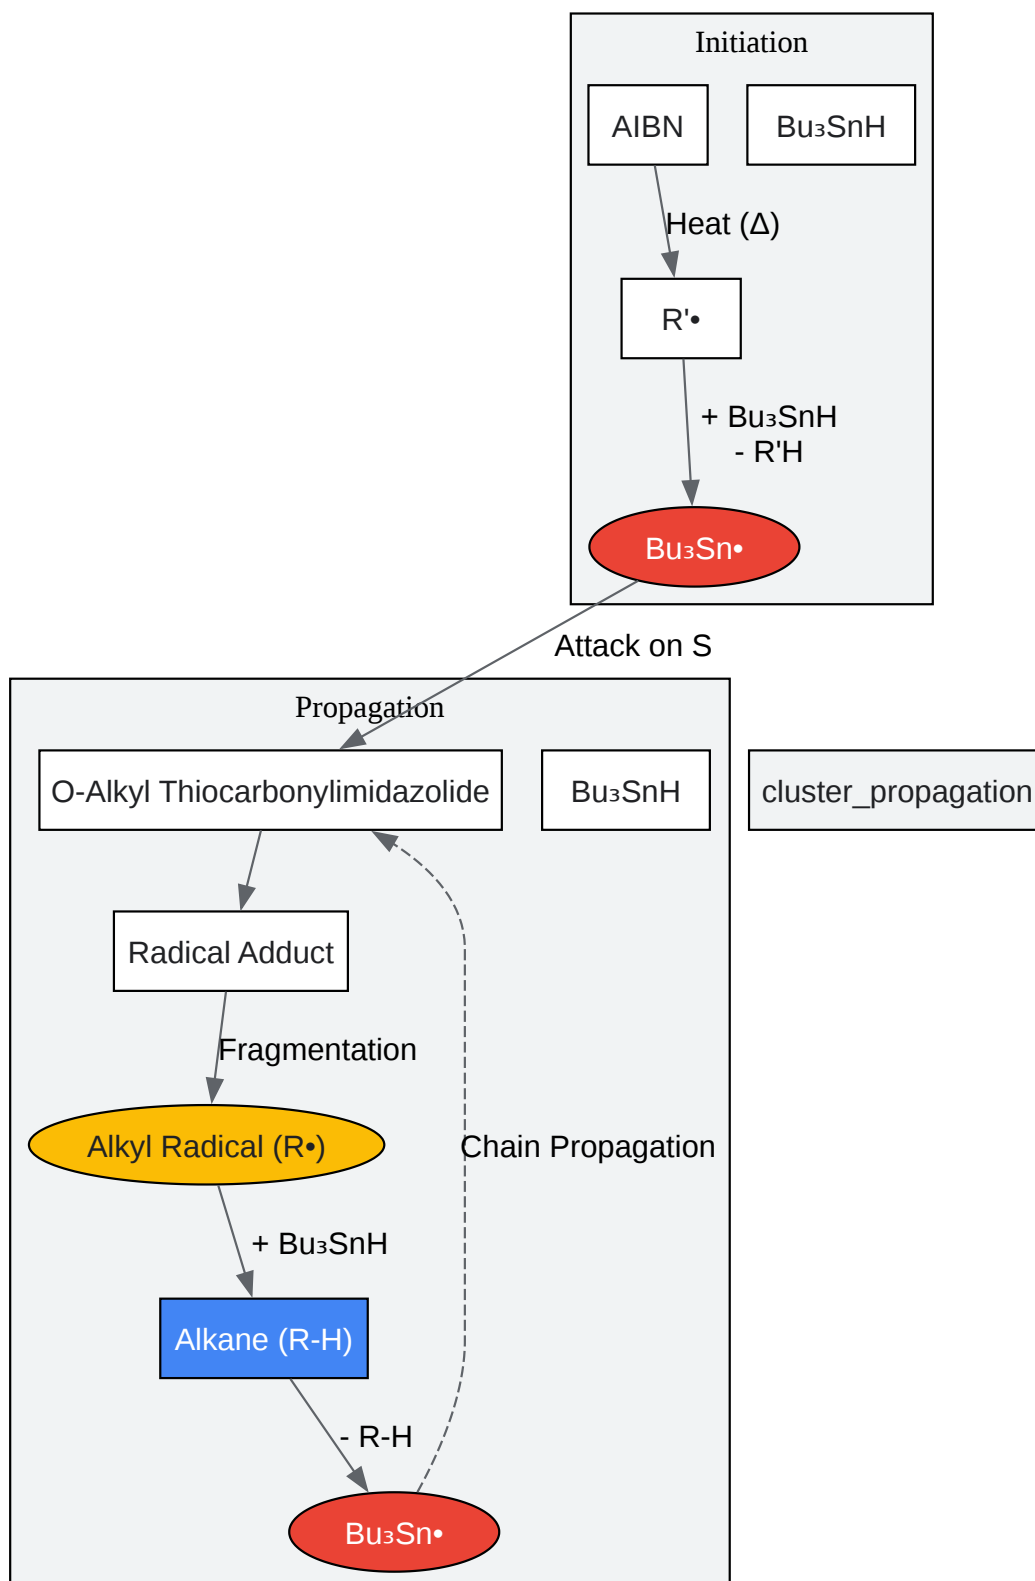 Initiation
AIBN
Bu₃SnH
Heat (Δ)
R'•
+ Bu₃SnH
- R'H
Bu₃Sn•
Attack on S
Propagation
O-Alkyl Thiocarbonylimidazolide
Bu₃SnH
cluster_propagation
Radical Adduct
Fragmentation
Alkyl Radical (R•)
Chain Propagation
+ Bu₃SnH
Alkane (R-H)
- R-H
Bu₃Sn•